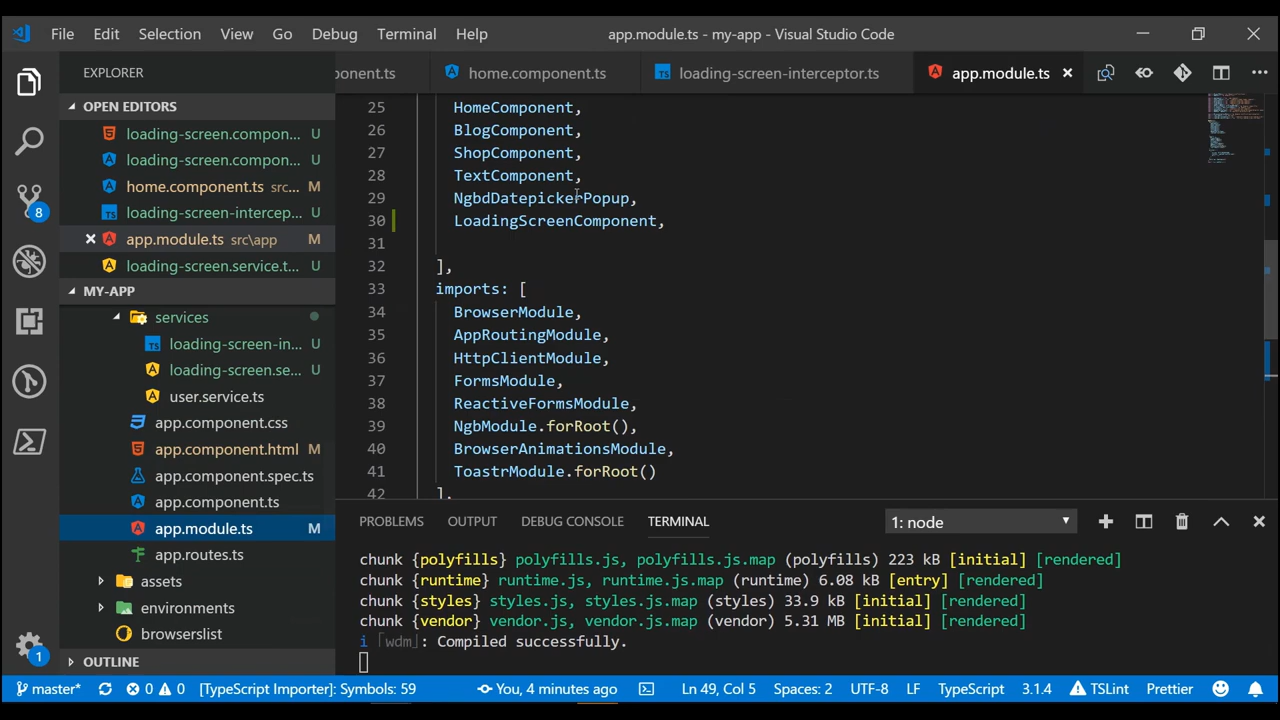 File Edit Selection View Go Debug Terminal Help app.module.ts - my-app - Visual Studio Code
EXPLORER
ponent.ts home.component.ts loading-screen-interceptor.ts app.module.ts
OPEN EDITORS
loading-screen.compon... U
loading-screen.compon... U
home.component.ts src... M
loading-screen-intercep... U
app.module.ts src\app M
loading-screen.service.t... U
MY-APP
services
loading-screen-in... U
loading-screen.se... U
user.service.ts
app.component.css
app.component.html M
app.component.spec.ts
app.component.ts
app.module.ts M
app.routes.ts
assets
environments
browserslist
OUTLINE
8
1
25 HomeComponent,
26 BlogComponent,
27 ShopComponent,
28 TextComponent,
29 NgbdDatepickerPopup,
30 LoadingScreenComponent,
31
32 ],
33 imports: [
34 BrowserModule,
35 AppRoutingModule,
36 HttpClientModule,
37 FormsModule,
38 ReactiveFormsModule,
39 NgbModule.forRoot(),
40 BrowserAnimationsModule,
41 ToastrModule.forRoot()
42 ],
PROBLEMS OUTPUT DEBUG CONSOLE TERMINAL 1: node
chunk {polyfills} polyfills.js, polyfills.js.map (polyfills) 223 kB [initial] [rendered]
chunk {runtime} runtime.js, runtime.js.map (runtime) 6.08 kB [entry] [rendered]
chunk {styles} styles.js, styles.js.map (styles) 33.9 kB [initial] [rendered]
chunk {vendor} vendor.js, vendor.js.map (vendor) 5.31 MB [initial] [rendered]
i ｢wdm｣: Compiled successfully.
master* 0 0 [TypeScript Importer]: Symbols: 59 You, 4 minutes ago Ln 49, Col 5 Spaces: 2 UTF-8 LF TypeScript 3.1.4 TSLint Prettier